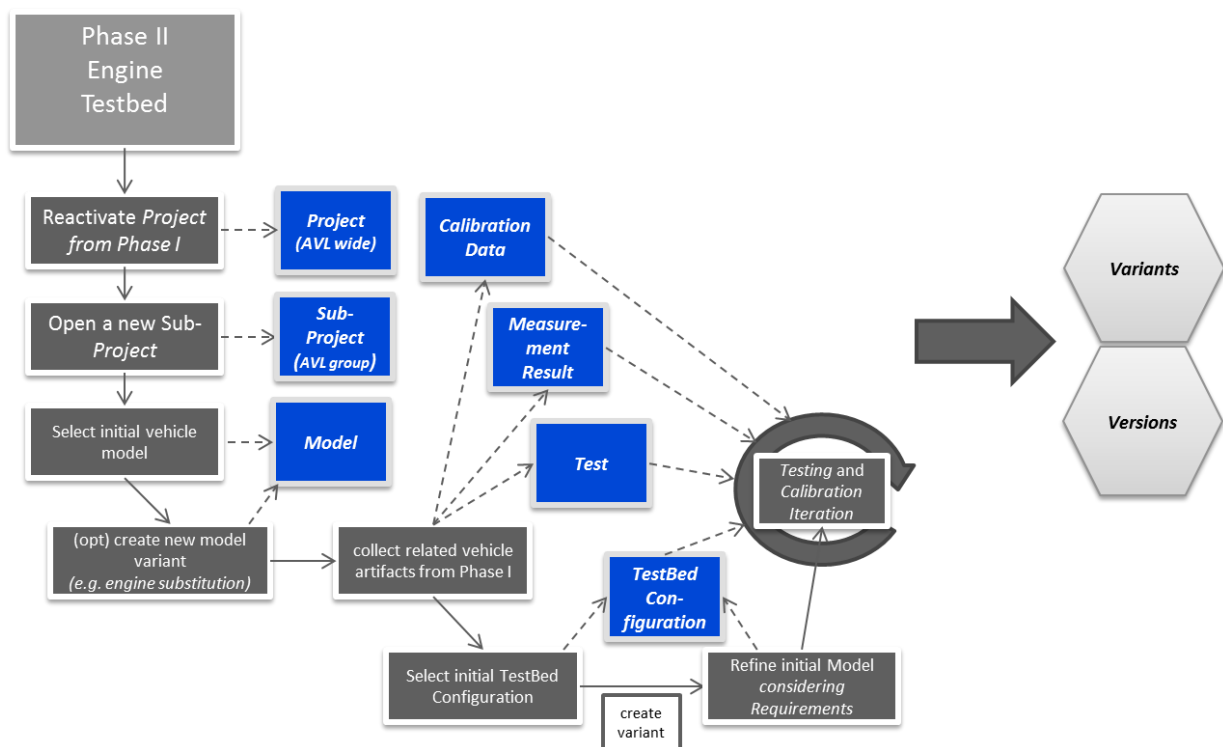 Phase II
Engine
Testbed
Reactivate Project
from Phase I
Project
(AVL wide)
Calibration
Data
Open a new Sub-
Project
Sub-
Project
(AVL group)
Measure-
ment
Result
Select initial vehicle
model
Model
Test
(opt) create new model
variant
(e.g. engine substitution)
collect related vehicle
artifacts from Phase I
Testing and
Calibration
Iteration
TestBed
Con-
figuration
Select initial TestBed
Configuration
create
variant
Refine initial Model
considering
Requirements
Variants
Versions